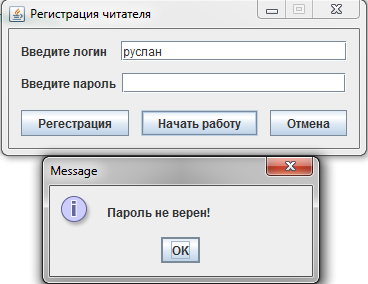 Регистрация читателя
Введите логин руслан
Введите пароль
Регестрация Начать работу Отмена
Message
Пароль не верен!
OK